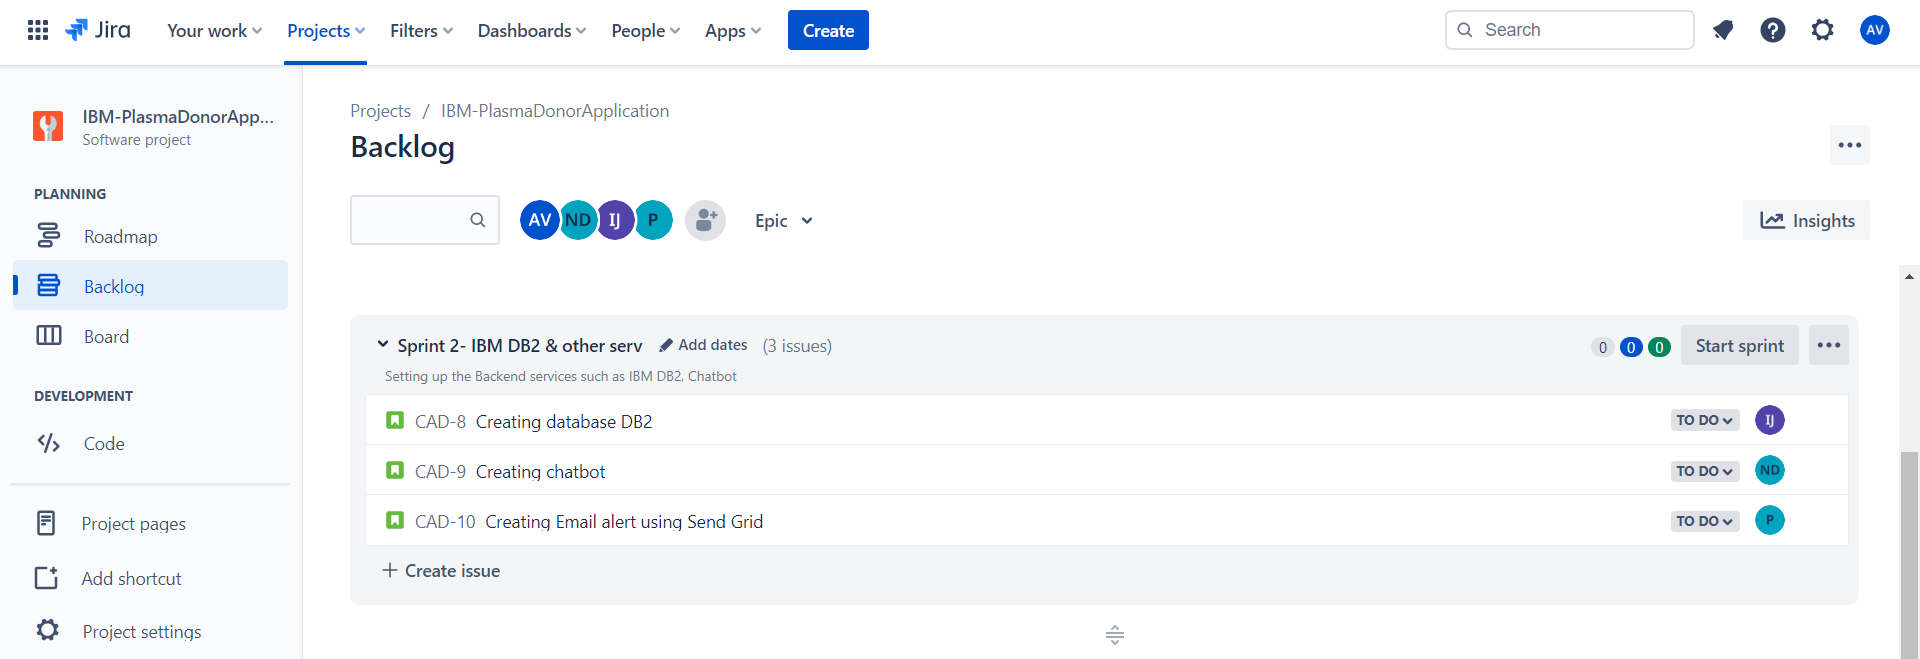 Jira
Your work
Projects
Filters
Dashboards
People
Apps
Create
Search
AV
IBM-PlasmaDonorApp...
Software project
PLANNING
Roadmap
Backlog
Board
DEVELOPMENT
Code
Project pages
Add shortcut
Project settings
Projects / IBM-PlasmaDonorApplication
Backlog
AV ND IJ P
Epic
Insights
Sprint 2- IBM DB2 & other serv Add dates (3 issues)
0 0 0 Start sprint
Setting up the Backend services such as IBM DB2, Chatbot
CAD-8 Creating database DB2 TO DO IJ
CAD-9 Creating chatbot TO DO ND
CAD-10 Creating Email alert using Send Grid TO DO P
+ Create issue